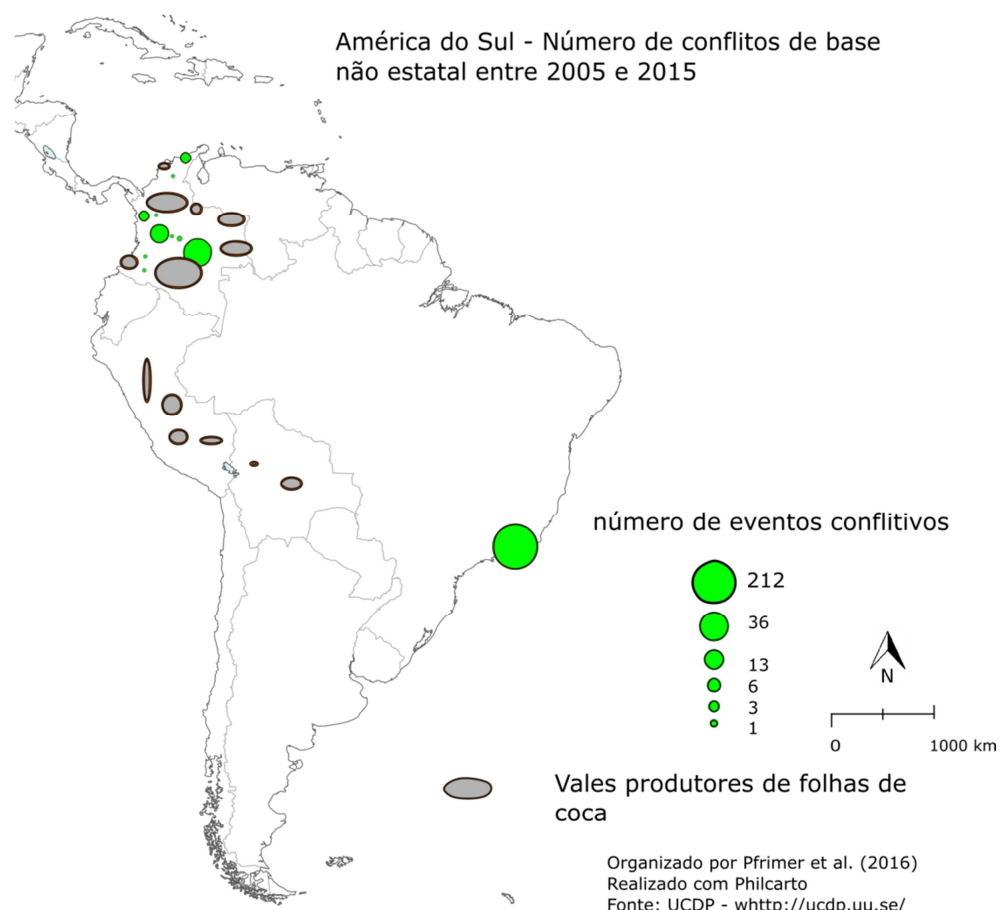 América do Sul - Número de conflitos de base
não estatal entre 2005 e 2015
número de eventos conflitivos
212
36
13
6
3
1
N
0 1000 km
Vales produtores de folhas de
coca
Organizado por Pfrimer et al. (2016)
Realizado com Philcarto
Fonte: UCDP - whttp://ucdp.uu.se/